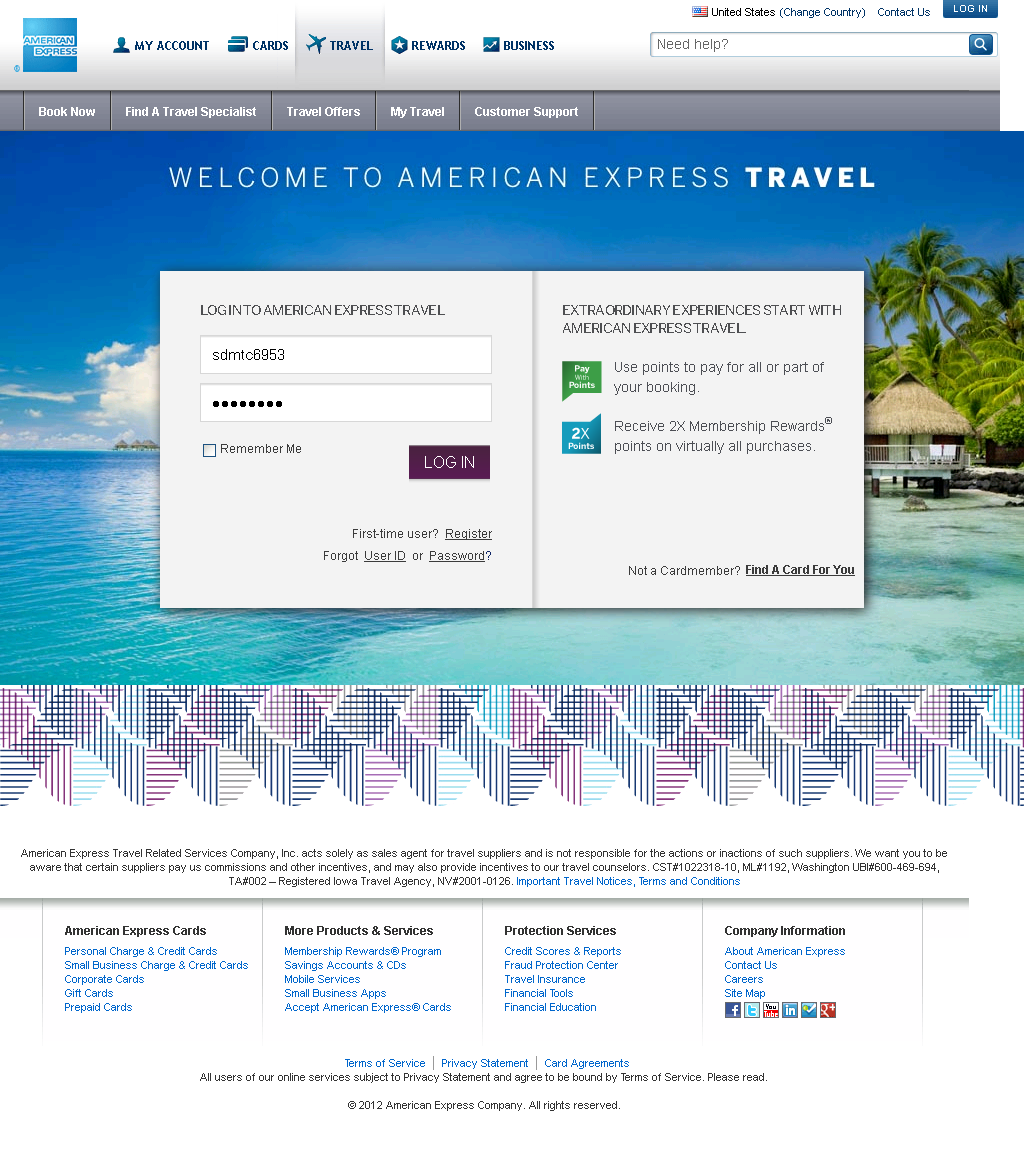 United States (Change Country) Contact Us LOG IN
AMERICAN EXPRESS
®
MY ACCOUNT CARDS TRAVEL REWARDS BUSINESS
Need help?
Book Now Find A Travel Specialist Travel Offers My Travel Customer Support
WELCOME TO AMERICAN EXPRESS TRAVEL
LOG IN TO AMERICAN EXPRESS TRAVEL
sdmtc6953
••••••••
Remember Me
LOG IN
First-time user? Register
Forgot User ID or Password?
EXTRAORDINARY EXPERIENCES START WITH
AMERICAN EXPRESS TRAVEL.
Pay
With
Points
Use points to pay for all or part of
your booking.
2X
Points
Receive 2X Membership Rewards®
points on virtually all purchases.
Not a Cardmember? Find A Card For You
American Express Travel Related Services Company, Inc. acts solely as sales agent for travel suppliers and is not responsible for the actions or inactions of such suppliers. We want you to be
aware that certain suppliers pay us commissions and other incentives, and may also provide incentives to our travel counselors. CST#1022318-10, ML#1192, Washington UBI#600-469-694,
TA#002 – Registered Iowa Travel Agency, NV#2001-0126. Important Travel Notices, Terms and Conditions
American Express Cards
Personal Charge & Credit Cards
Small Business Charge & Credit Cards
Corporate Cards
Gift Cards
Prepaid Cards
More Products & Services
Membership Rewards® Program
Savings Accounts & CDs
Mobile Services
Small Business Apps
Accept American Express® Cards
Protection Services
Credit Scores & Reports
Fraud Protection Center
Travel Insurance
Financial Tools
Financial Education
Company Information
About American Express
Contact Us
Careers
Site Map
f t You Tube in g+
Terms of Service Privacy Statement Card Agreements
All users of our online services subject to Privacy Statement and agree to be bound by Terms of Service. Please read.
© 2012 American Express Company. All rights reserved.